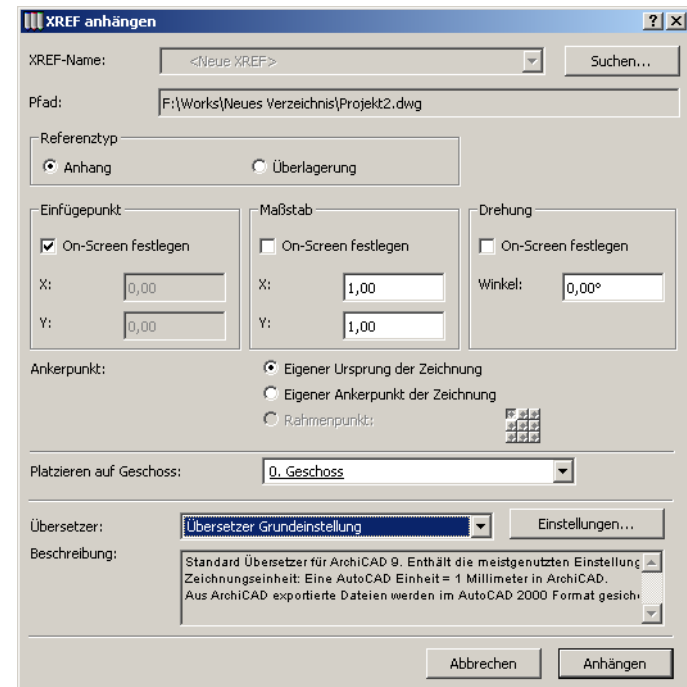 XREF anhängen
XREF-Name: <Neue XREF> Suchen...
Pfad: F:\Works\Neues Verzeichnis\Projekt2.dwg
Referenztyp
Anhang Überlagerung
Einfügepunkt Maßstab Drehung
On-Screen festlegen On-Screen festlegen On-Screen festlegen
X: 0,00 X: 1,00 Winkel: 0,00°
Y: 0,00 Y: 1,00
Ankerpunkt: Eigener Ursprung der Zeichnung
Eigener Ankerpunkt der Zeichnung
Rahmenpunkt:
Platzieren auf Geschoss: 0. Geschoss
Übersetzer: Übersetzer Grundeinstellung Einstellungen...
Beschreibung: Standard Übersetzer für ArchiCAD 9. Enthält die meistgenutzten Einstellung
Zeichnungseinheit: Eine AutoCAD Einheit = 1 Millimeter in ArchiCAD.
Aus ArchiCAD exportierte Dateien werden im AutoCAD 2000 Format gesich
Abbrechen Anhängen